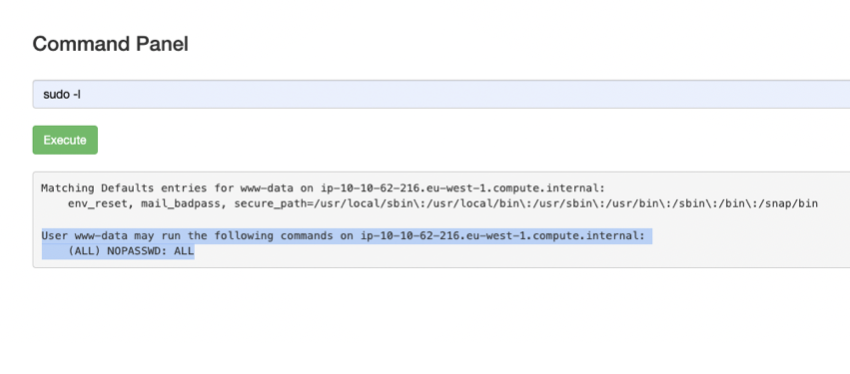 Command Panel
sudo -l
Execute
Matching Defaults entries for www-data on ip-10-10-62-216.eu-west-1.compute.internal:
env_reset, mail_badpass, secure_path=/usr/local/sbin\:/usr/local/bin\:/usr/sbin\:/usr/bin\:/sbin\:/bin\:/snap/bin
User www-data may run the following commands on ip-10-10-62-216.eu-west-1.compute.internal:
(ALL) NOPASSWD: ALL